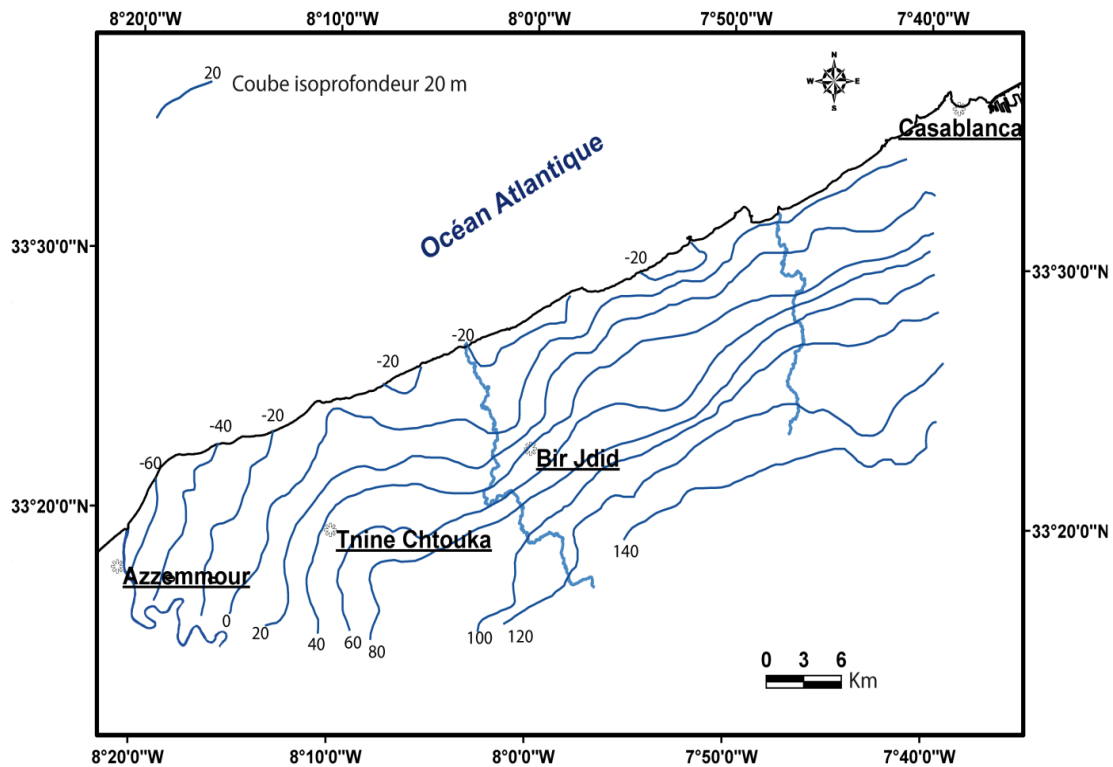 8°20'0"W 8°10'0"W 8°0'0"W 7°50'0"W 7°40'0"W
20
Coube isoprofondeur 20 m
N
W E
S
Casablanca
Océan Atlantique
33°30'0"N
33°30'0"N
-20
-20
-20
-20
-40
-60
Bir Jdid
33°20'0"N
33°20'0"N
Tnine Chtouka
140
Azzemmour
0
20
40
60
80
100
120
0 3 6
Km
8°20'0"W 8°10'0"W 8°0'0"W 7°50'0"W 7°40'0"W